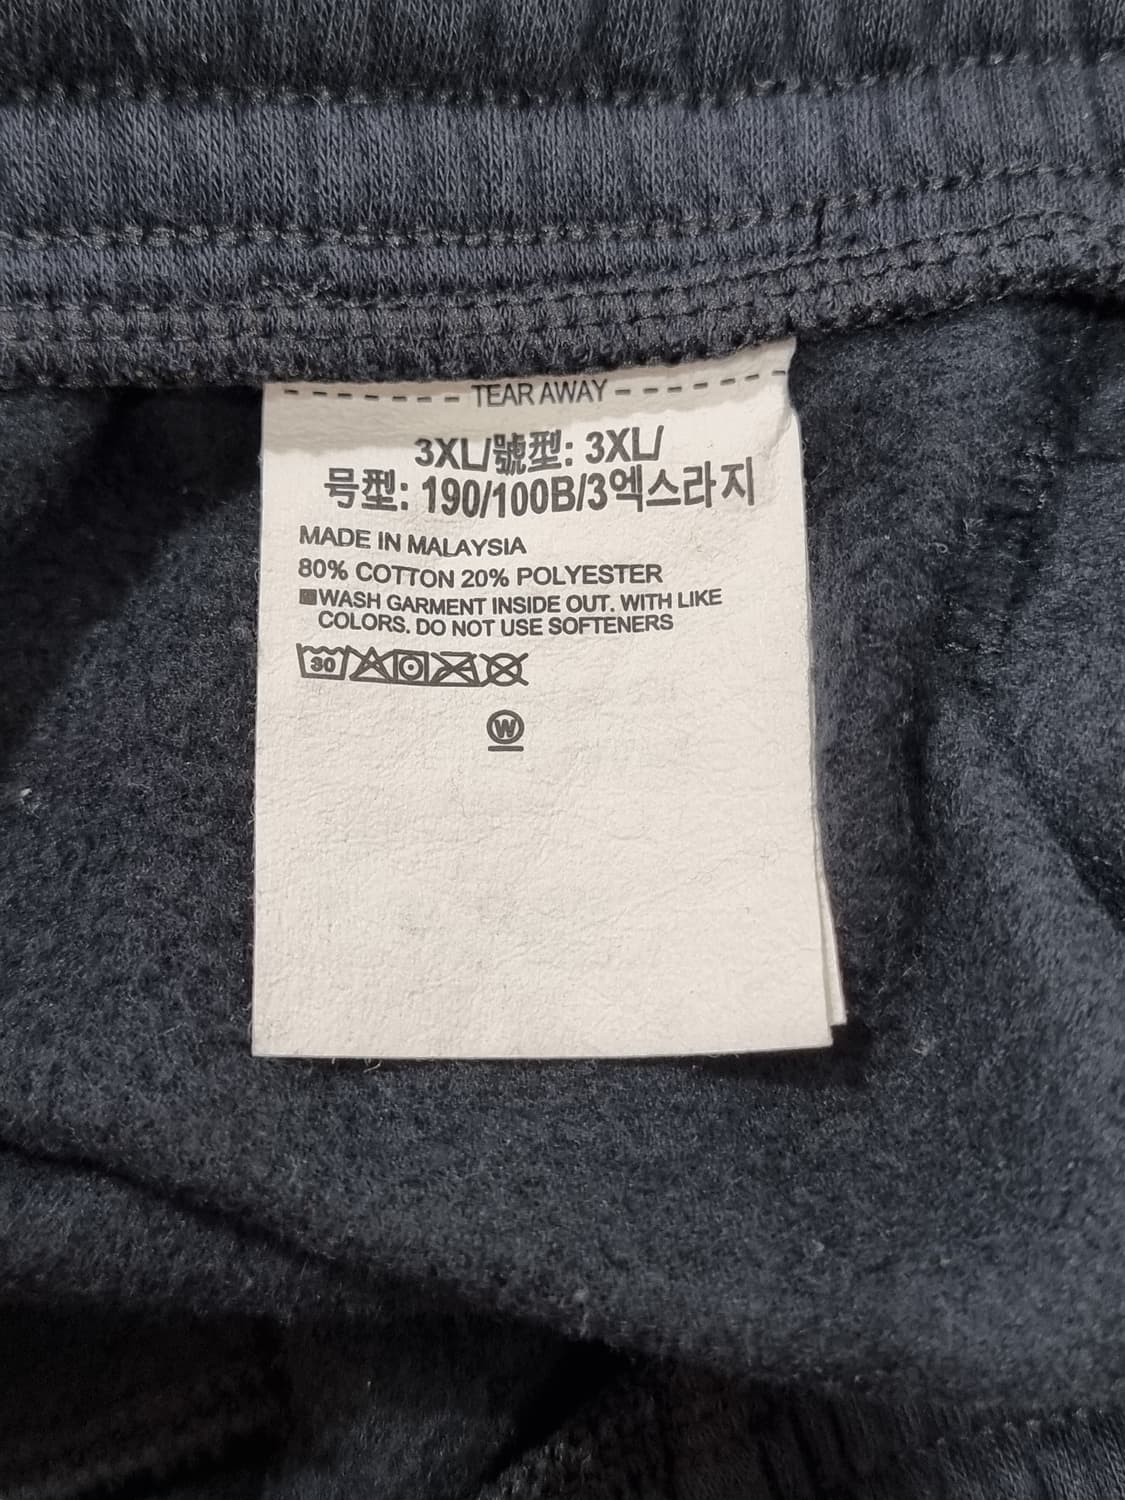 TEAR AWAY
3XL/號型: 3XL/
号型: 190/100B/3엑스라지
MADE IN MALAYSIA
80% COTTON 20% POLYESTER
WASH GARMENT INSIDE OUT. WITH LIKE
COLORS. DO NOT USE SOFTENERS
30
W